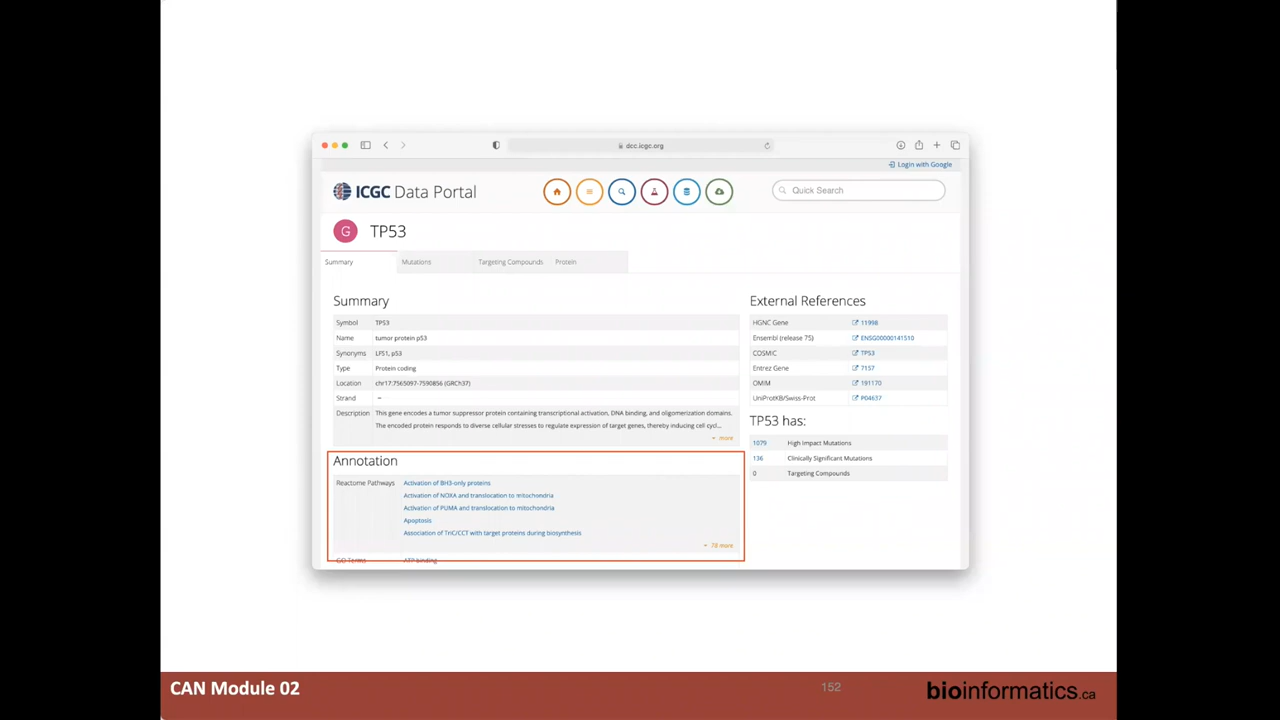 dcc.icgc.org
Login with Google
ICGC Data Portal
Quick Search
G TP53
Summary Mutations Targeting Compounds Protein
Summary
Symbol TP53
Name tumor protein p53
Synonyms LFS1, p53
Type Protein coding
Location chr17:7565097-7590856 (GRCh37)
Strand −
Description This gene encodes a tumor suppressor protein containing transcriptional activation, DNA binding, and oligomerization domains.
The encoded protein responds to diverse cellular stresses to regulate expression of target genes, thereby inducing cell cycl...
more
Annotation
Reactome Pathways Activation of BH3-only proteins
Activation of NOXA and translocation to mitochondria
Activation of PUMA and translocation to mitochondria
Apoptosis
Association of TriC/CCT with target proteins during biosynthesis
78 more
GO Terms ATP binding
External References
HGNC Gene 11998
Ensembl (release 75) ENSG00000141510
COSMIC TP53
Entrez Gene 7157
OMIM 191170
UniProtKB/Swiss-Prot P04637
TP53 has:
1079 High Impact Mutations
136 Clinically Significant Mutations
0 Targeting Compounds
CAN Module 02
152
bioinformatics.ca